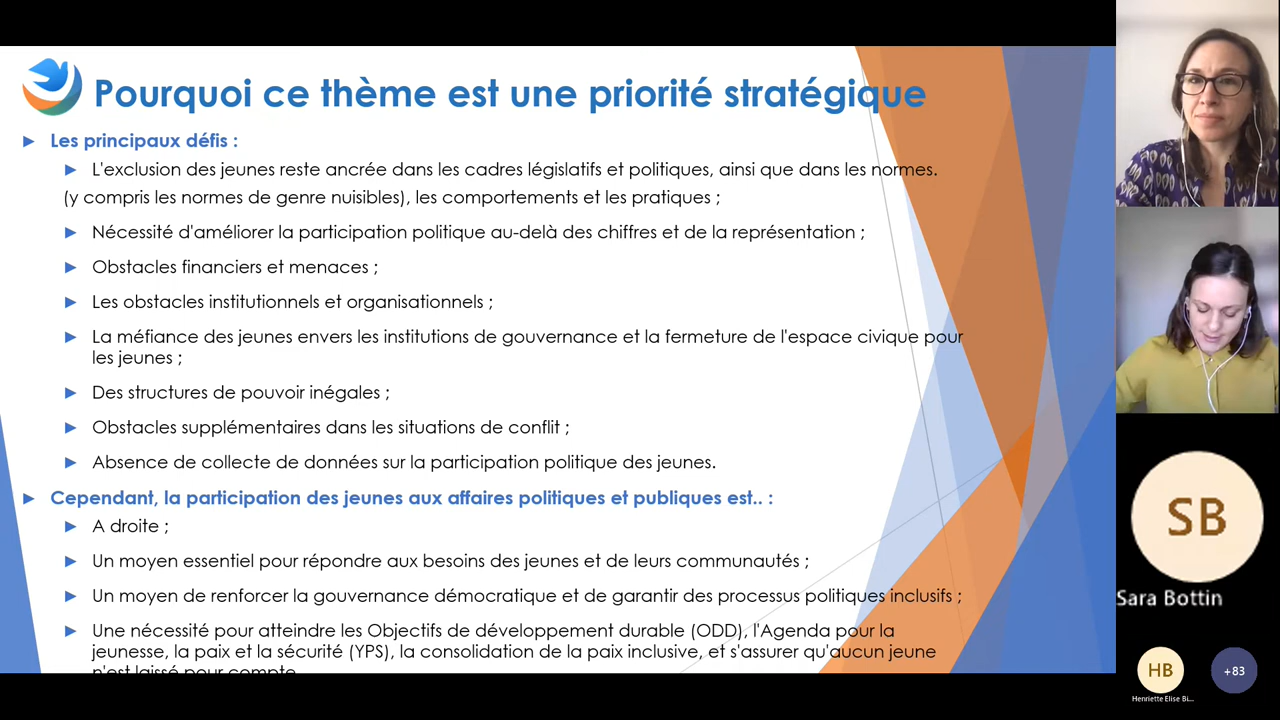 Pourquoi ce thème est une priorité stratégique
Les principaux défis :
L'exclusion des jeunes reste ancrée dans les cadres législatifs et politiques, ainsi que dans les normes.
(y compris les normes de genre nuisibles), les comportements et les pratiques ;
Nécessité d'améliorer la participation politique au-delà des chiffres et de la représentation ;
Obstacles financiers et menaces ;
Les obstacles institutionnels et organisationnels ;
La méfiance des jeunes envers les institutions de gouvernance et la fermeture de l'espace civique pour
les jeunes ;
Des structures de pouvoir inégales ;
Obstacles supplémentaires dans les situations de conflit ;
Absence de collecte de données sur la participation politique des jeunes.
Cependant, la participation des jeunes aux affaires politiques et publiques est.. :
A droite ;
Un moyen essentiel pour répondre aux besoins des jeunes et de leurs communautés ;
Un moyen de renforcer la gouvernance démocratique et de garantir des processus politiques inclusifs ;
Une nécessité pour atteindre les Objectifs de développement durable (ODD), l'Agenda pour la
jeunesse, la paix et la sécurité (YPS), la consolidation de la paix inclusive, et s'assurer qu'aucun jeune
n'est laissé pour compte
SB
Sara Bottin
HB
Henriette Elise Bi...
+83